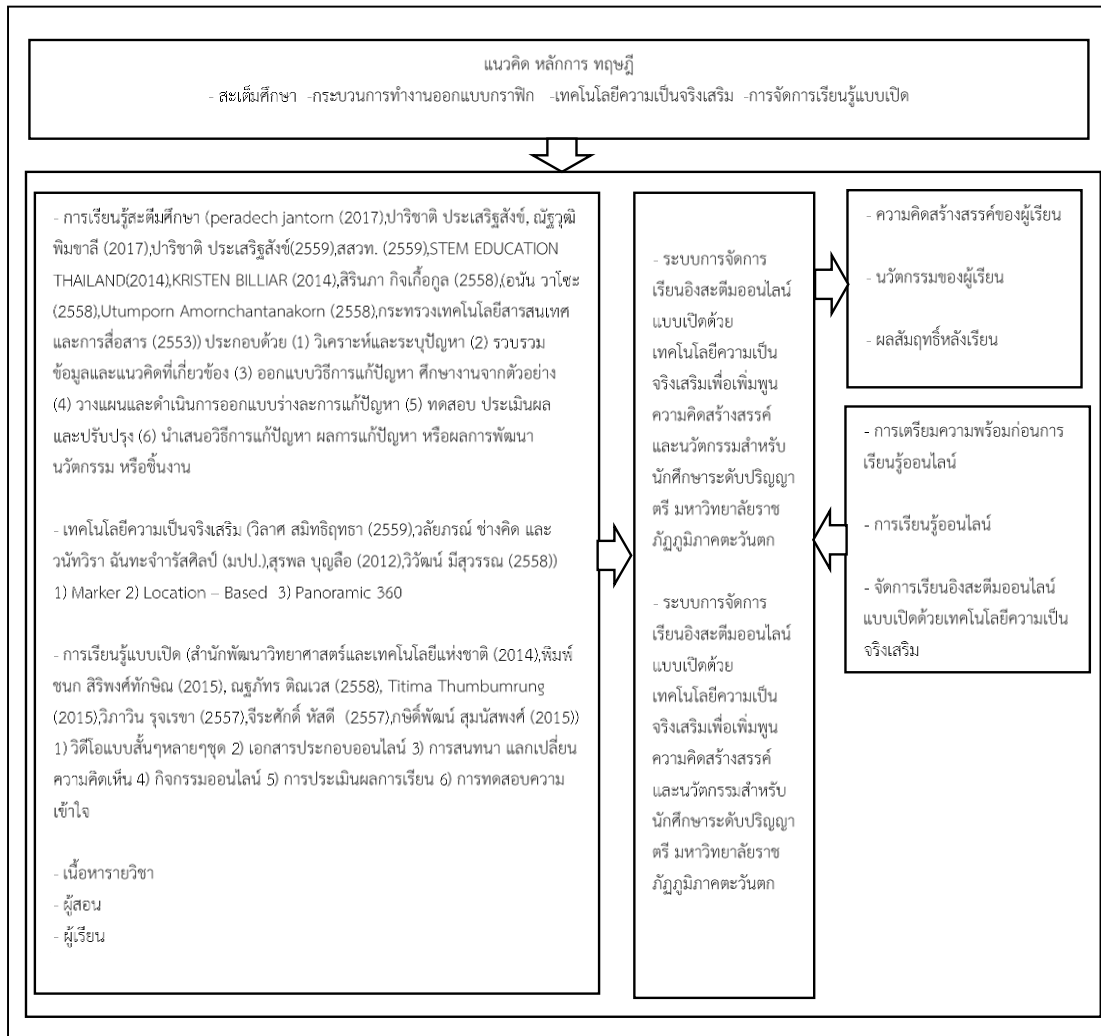 แนวคิด หลักการ ทฤษฎี
- สะเต็มศึกษา -กระบวนการทำงานออกแบบกราฟิก -เทคโนโลยีความเป็นจริงเสริม -การจัดการเรียนรู้แบบเปิด
- การเรียนรู้สะตีมศึกษา (peradech jantorn (2017),ปาริชาติ ประเสริฐสังข์, ณัฐวุฒิ
พิมขาลี (2017),ปาริชาติ ประเสริฐสังข์(2559),สสวท. (2559),STEM EDUCATION
THAILAND(2014),KRISTEN BILLIAR (2014),สิรินภา กิจเกื้อกูล (2558),(อนัน วาโซะ
(2558),Utumporn Amornchantanakorn (2558),กระทรวงเทคโนโลยีสารสนเทศ
และการสื่อสาร (2553)) ประกอบด้วย (1) วิเคราะห์และระบุปัญหา (2) รวบรวม
ข้อมูลและแนวคิดที่เกี่ยวข้อง (3) ออกแบบวิธีการแก้ปัญหา ศึกษางานจากตัวอย่าง
(4) วางแผนและดำเนินการออกแบบร่างละการแก้ปัญหา (5) ทดสอบ ประเมินผล
และปรับปรุง (6) นำเสนอวิธีการแก้ปัญหา ผลการแก้ปัญหา หรือผลการพัฒนา
นวัตกรรม หรือชิ้นงาน
- เทคโนโลยีความเป็นจริงเสริม (วิลาศ สมิทธิฤทธา (2559),วลัยภรณ์ ช่างคิด และ
วนัทวิรา ฉันทะจำารัสศิลป์ (มปป.),สุรพล บุญลือ (2012),วิวัฒน์ มีสุวรรณ (2558))
1) Marker 2) Location – Based 3) Panoramic 360
- การเรียนรู้แบบเปิด (สำนักพัฒนาวิทยาศาสตร์และเทคโนโลยีแห่งชาติ (2014),พิมพ์
ชนก สิริพงศ์ทักษิณ (2015), ณฐภัทร ติณเวส (2558), Titima Thumbumrung
(2015),วิภาวิน รุจเรขา (2557),จีระศักดิ์ หัสดี (2557),กษิดิ์พัฒน์ สุมนัสพงศ์ (2015))
1) วิดีโอแบบสั้นๆหลายๆชุด 2) เอกสารประกอบออนไลน์ 3) การสนทนา แลกเปลี่ยน
ความคิดเห็น 4) กิจกรรมออนไลน์ 5) การประเมินผลการเรียน 6) การทดสอบความ
เข้าใจ
- เนื้อหารายวิชา
- ผู้สอน
- ผู้เรียน
- ระบบการจัดการ
เรียนอิงสะตีมออนไลน์
แบบเปิดด้วย
เทคโนโลยีความเป็น
จริงเสริมเพื่อเพิ่มพูน
ความคิดสร้างสรรค์
และนวัตกรรมสำหรับ
นักศึกษาระดับปริญญา
ตรี มหาวิทยาลัยราช
ภัฏภูมิภาคตะวันตก
- ระบบการจัดการ
เรียนอิงสะตีมออนไลน์
แบบเปิดด้วย
เทคโนโลยีความเป็น
จริงเสริมเพื่อเพิ่มพูน
ความคิดสร้างสรรค์
และนวัตกรรมสำหรับ
นักศึกษาระดับปริญญา
ตรี มหาวิทยาลัยราช
ภัฏภูมิภาคตะวันตก
- ความคิดสร้างสรรค์ของผู้เรียน
- นวัตกรรมของผู้เรียน
- ผลสัมฤทธิ์หลังเรียน
- การเตรียมความพร้อมก่อนการ
เรียนรู้ออนไลน์
- การเรียนรู้ออนไลน์
- จัดการเรียนอิงสะตีมออนไลน์
แบบเปิดด้วยเทคโนโลยีความเป็น
จริงเสริม